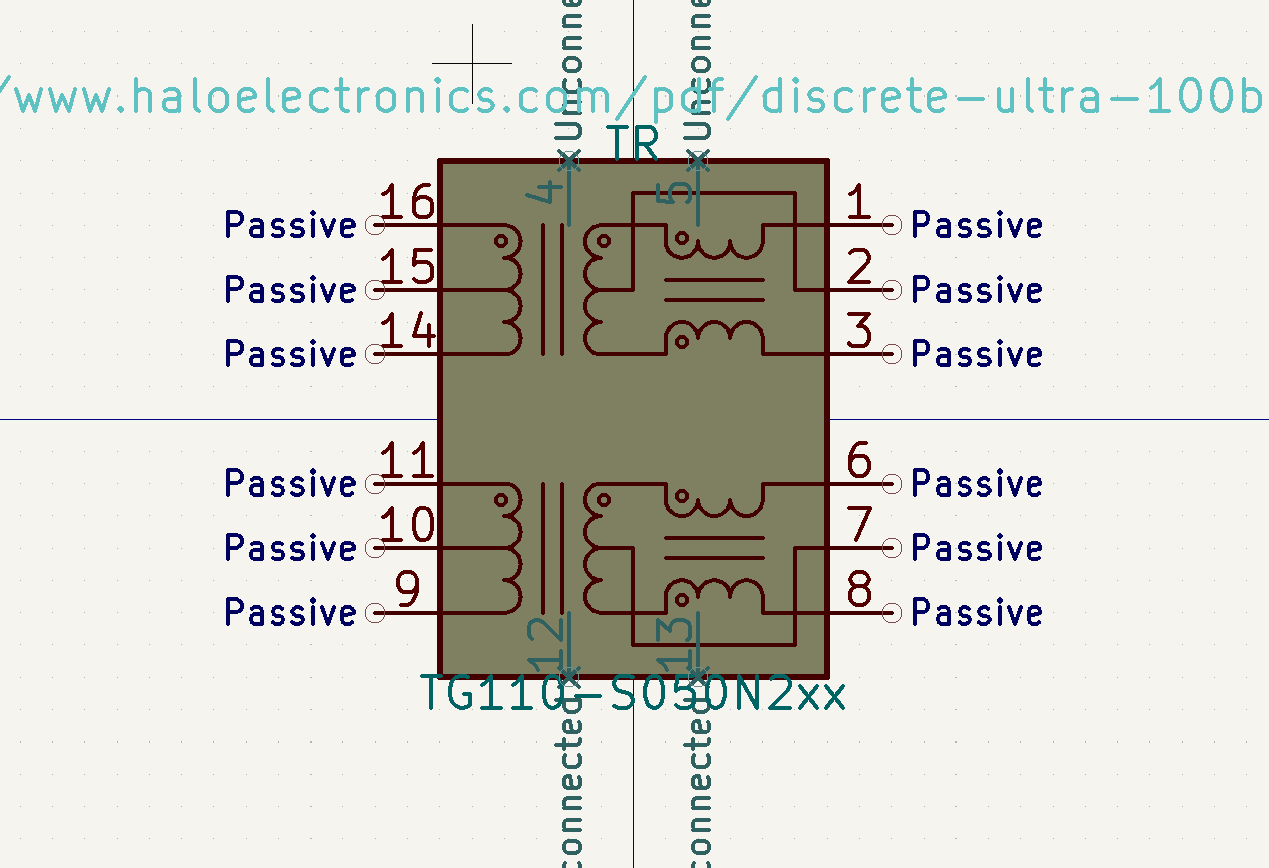 /www.haloelectronics.com/pdf/discrete-ultra-100b
TR
4 5
16 1
Passive Passive
15 2
Passive Passive
14 3
Passive Passive
11 6
Passive Passive
10 7
Passive Passive
9 8
Passive Passive
12 13
TG110-S050N2xx
Unconne
Unconne
connected
connected